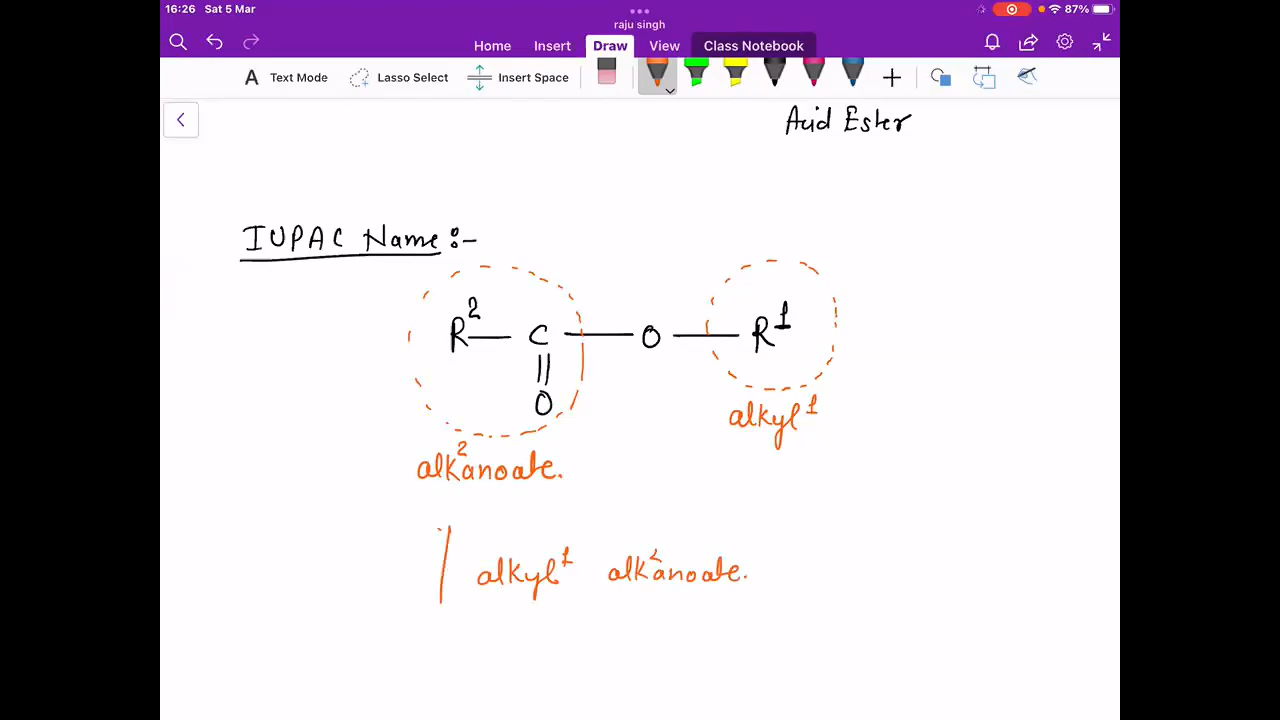 16:26 Sat 5 Mar
87%
raju singh
Home Insert Draw View Class Notebook
A Text Mode Lasso Select Insert Space
Acid Ester
IUPAC Name :-
R² — C — O — R¹
||
O
alkyl¹
alk²anoate.
alkyl¹ alk²anoate.